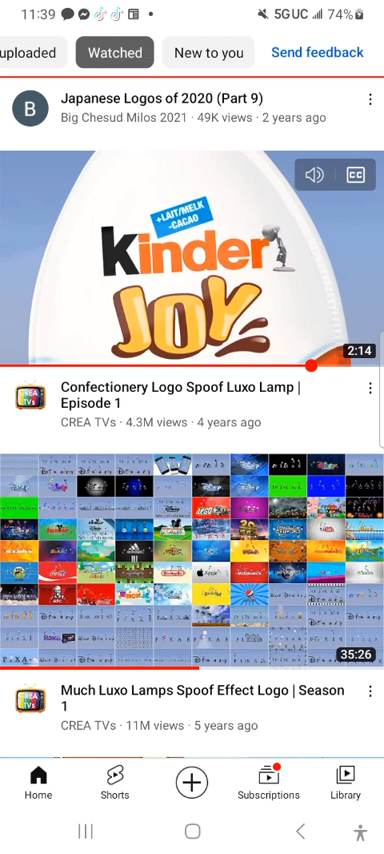 11:39
5GUC
74%
uploaded
Watched
New to you
Send feedback
B
Japanese Logos of 2020 (Part 9)
Big Chesud Milos 2021 · 49K views · 2 years ago
CC
+LAIT/MELK
-CACAO
kinder
JOY
2:14
CREA
TVs
Confectionery Logo Spoof Luxo Lamp |
Episode 1
CREA TVs · 4.3M views · 4 years ago
35:26
CREA
TVs
Much Luxo Lamps Spoof Effect Logo | Season
1
CREA TVs · 11M views · 5 years ago
Home
Shorts
Subscriptions
Library